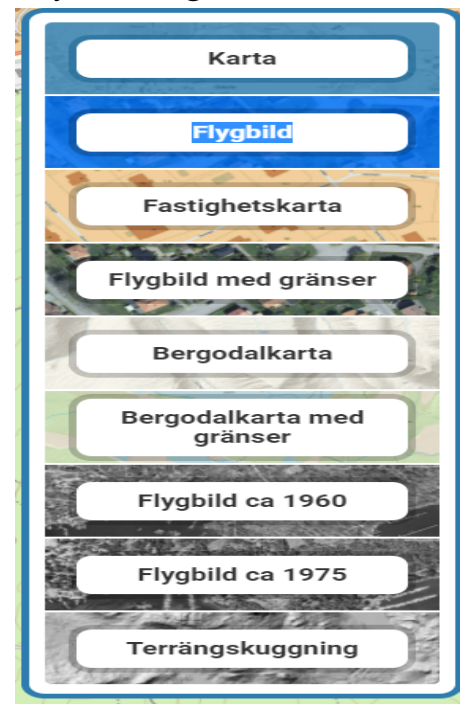 Karta
Flygbild
Fastighetskarta
Flygbild med gränser
Bergodalkarta
Bergodalkarta med
gränser
Flygbild ca 1960
Flygbild ca 1975
Terrängskuggning